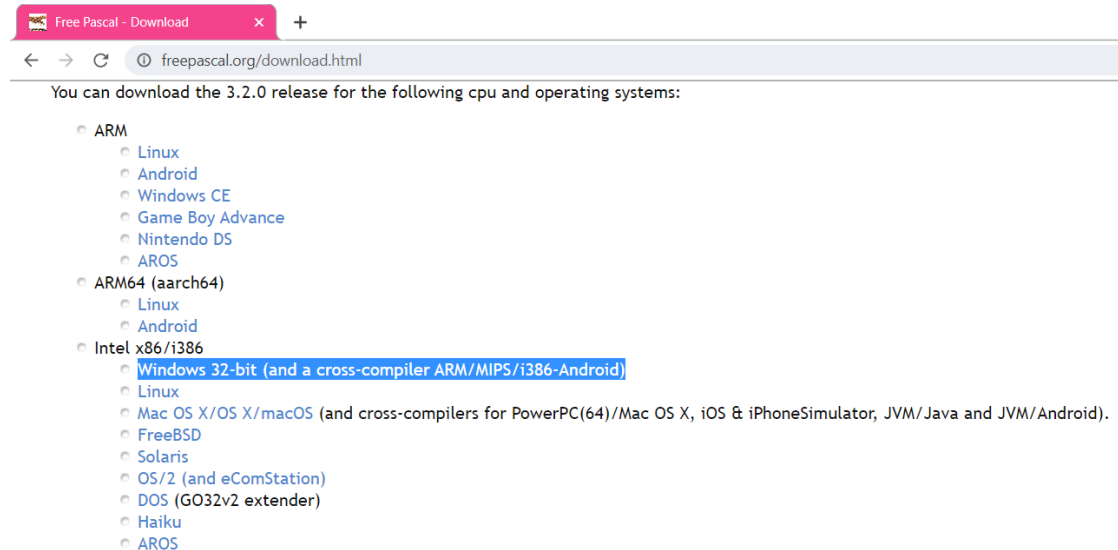 Free Pascal - Download
freepascal.org/download.html
You can download the 3.2.0 release for the following cpu and operating systems:
ARM
Linux
Android
Windows CE
Game Boy Advance
Nintendo DS
AROS
ARM64 (aarch64)
Linux
Android
Intel x86/i386
Windows 32-bit (and a cross-compiler ARM/MIPS/i386-Android)
Linux
Mac OS X/OS X/macOS (and cross-compilers for PowerPC(64)/Mac OS X, iOS & iPhoneSimulator, JVM/Java and JVM/Android).
FreeBSD
Solaris
OS/2 (and eComStation)
DOS (GO32v2 extender)
Haiku
AROS